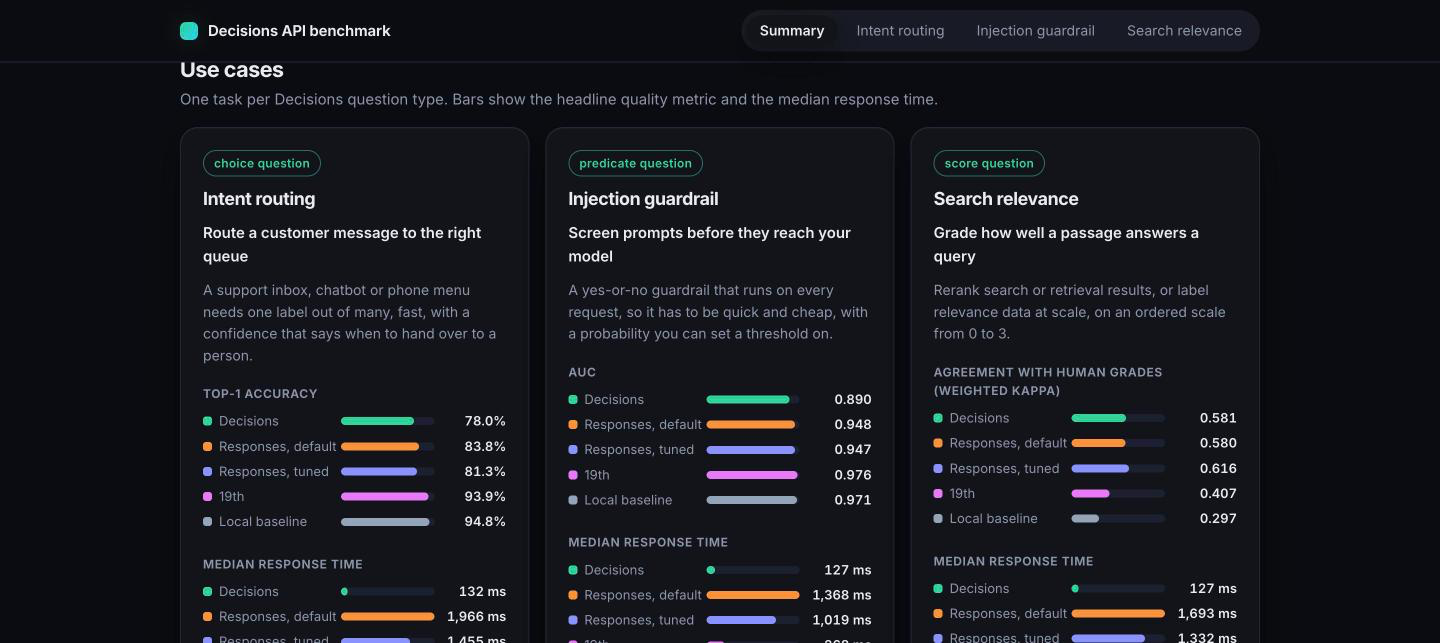 Decisions API benchmark
Summary
Intent routing
Injection guardrail
Search relevance
Use cases
One task per Decisions question type. Bars show the headline quality metric and the median response time.
choice question
Intent routing
Route a customer message to the right
queue
A support inbox, chatbot or phone menu
needs one label out of many, fast, with a
confidence that says when to hand over to a
person.
TOP-1 ACCURACY
Decisions 78.0%
Responses, default 83.8%
Responses, tuned 81.3%
19th 93.9%
Local baseline 94.8%
MEDIAN RESPONSE TIME
Decisions 132 ms
Responses, default 1,966 ms
Responses, tuned 1,455 ms
predicate question
Injection guardrail
Screen prompts before they reach your
model
A yes-or-no guardrail that runs on every
request, so it has to be quick and cheap, with
a probability you can set a threshold on.
AUC
Decisions 0.890
Responses, default 0.948
Responses, tuned 0.947
19th 0.976
Local baseline 0.971
MEDIAN RESPONSE TIME
Decisions 127 ms
Responses, default 1,368 ms
Responses, tuned 1,019 ms
score question
Search relevance
Grade how well a passage answers a
query
Rerank search or retrieval results, or label
relevance data at scale, on an ordered scale
from 0 to 3.
AGREEMENT WITH HUMAN GRADES
(WEIGHTED KAPPA)
Decisions 0.581
Responses, default 0.580
Responses, tuned 0.616
19th 0.407
Local baseline 0.297
MEDIAN RESPONSE TIME
Decisions 127 ms
Responses, default 1,693 ms
Responses, tuned 1,332 ms